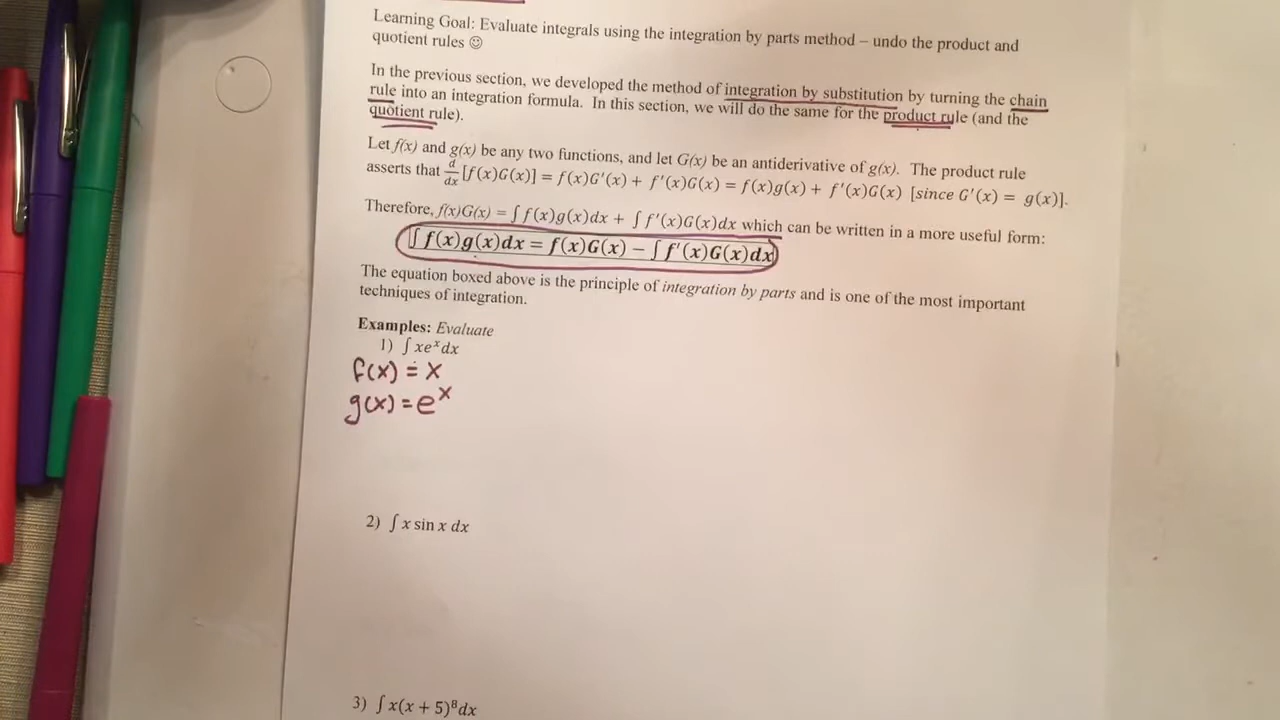 Learning Goal: Evaluate integrals using the integration by parts method – undo the product and
quotient rules ☺
In the previous section, we developed the method of integration by substitution by turning the chain
rule into an integration formula. In this section, we will do the same for the product rule (and the
quotient rule).
Let f(x) and g(x) be any two functions, and let G(x) be an antiderivative of g(x). The product rule
asserts that d/dx [f(x)G(x)] = f(x)G'(x) + f'(x)G(x) = f(x)g(x) + f'(x)G(x) [since G'(x) = g(x)].
Therefore, f(x)G(x) = ∫ f(x)g(x)dx + ∫ f'(x)G(x)dx which can be written in a more useful form:
∫ f(x)g(x)dx = f(x)G(x) − ∫ f'(x)G(x)dx
The equation boxed above is the principle of integration by parts and is one of the most important
techniques of integration.
Examples: Evaluate
1) ∫ xeˣdx
f(x) = x
g(x) = eˣ
2) ∫ x sin x dx
3) ∫ x(x + 5)⁸dx